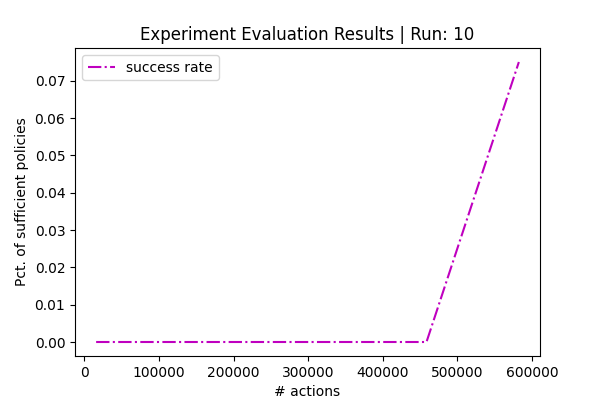 Experiment Evaluation Results | Run: 10
success rate
Pct. of sufficient policies
0.07
0.06
0.05
0.04
0.03
0.02
0.01
0.00
0 100000 200000 300000 400000 500000 600000
# actions